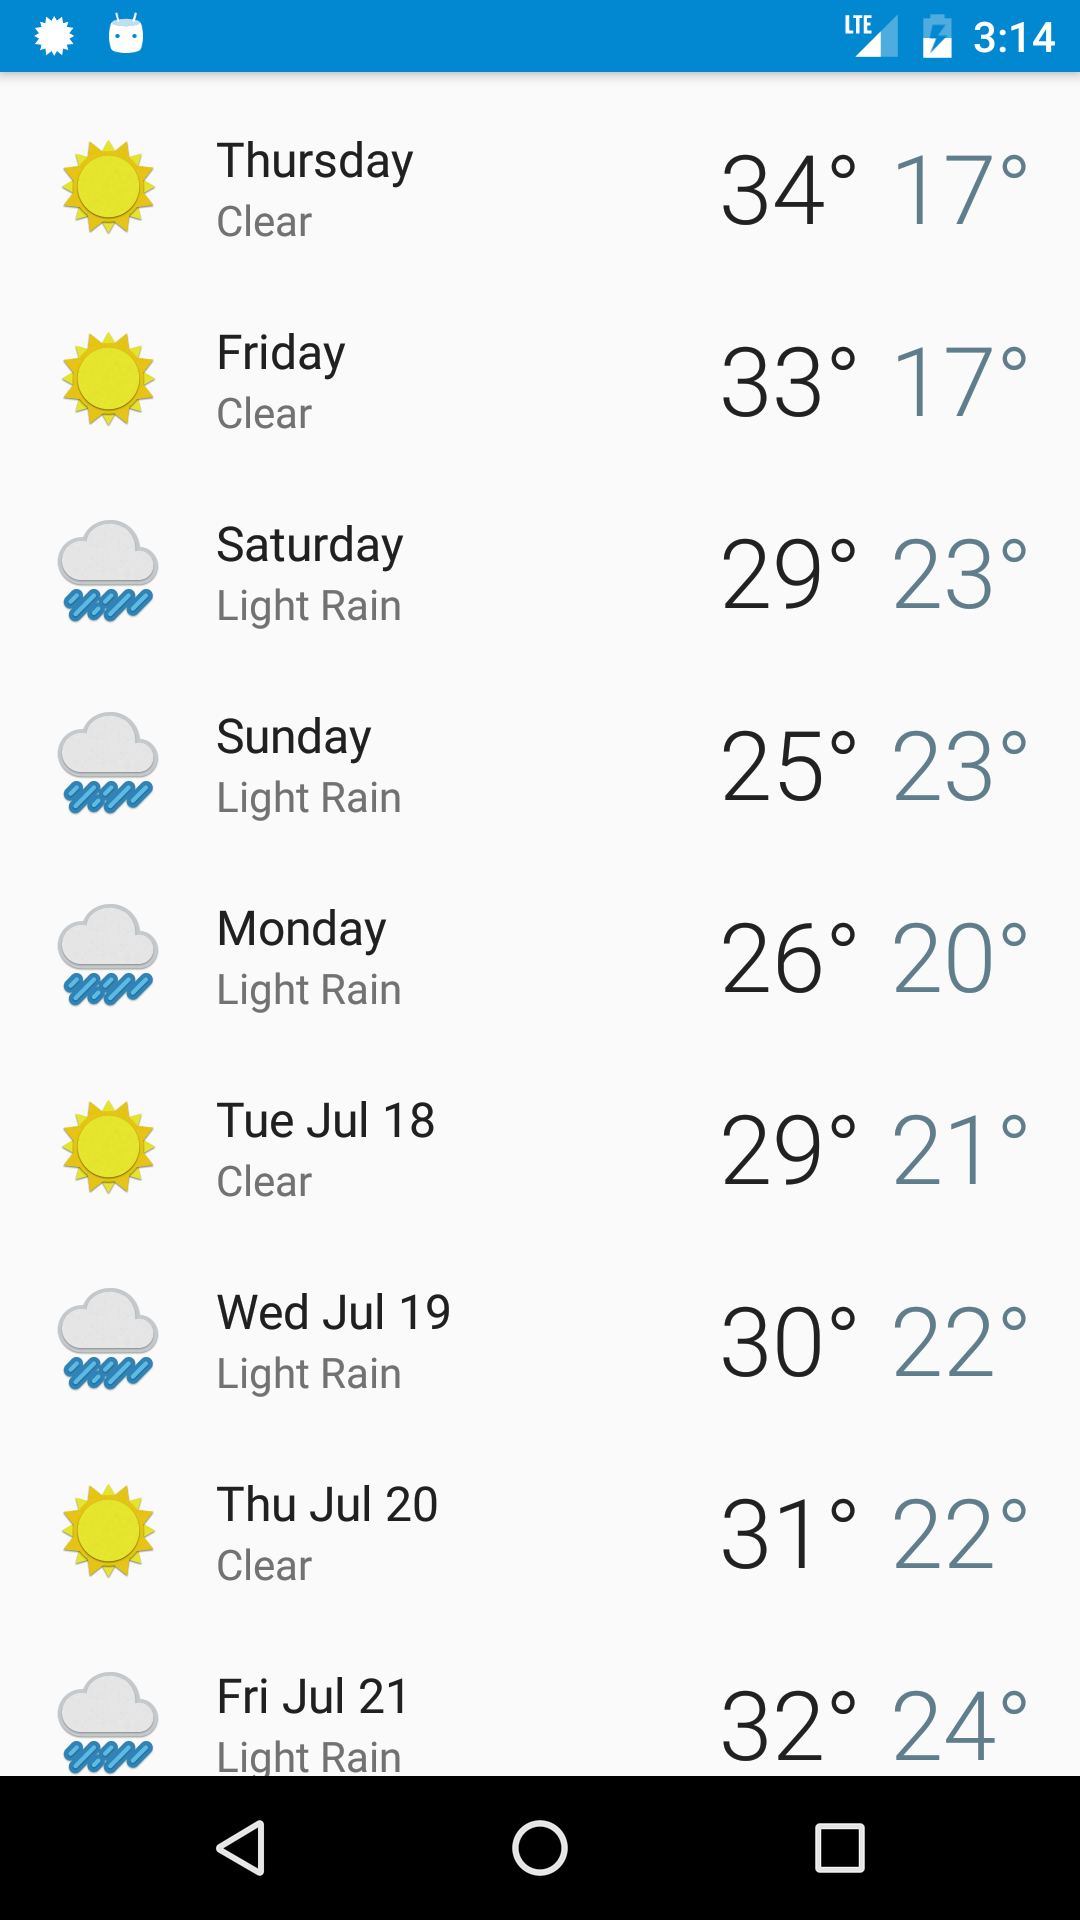 LTE 3:14
Thursday 34° 17°
Clear
Friday 33° 17°
Clear
Saturday 29° 23°
Light Rain
Sunday 25° 23°
Light Rain
Monday 26° 20°
Light Rain
Tue Jul 18 29° 21°
Clear
Wed Jul 19 30° 22°
Light Rain
Thu Jul 20 31° 22°
Clear
Fri Jul 21 32° 24°
Light Rain